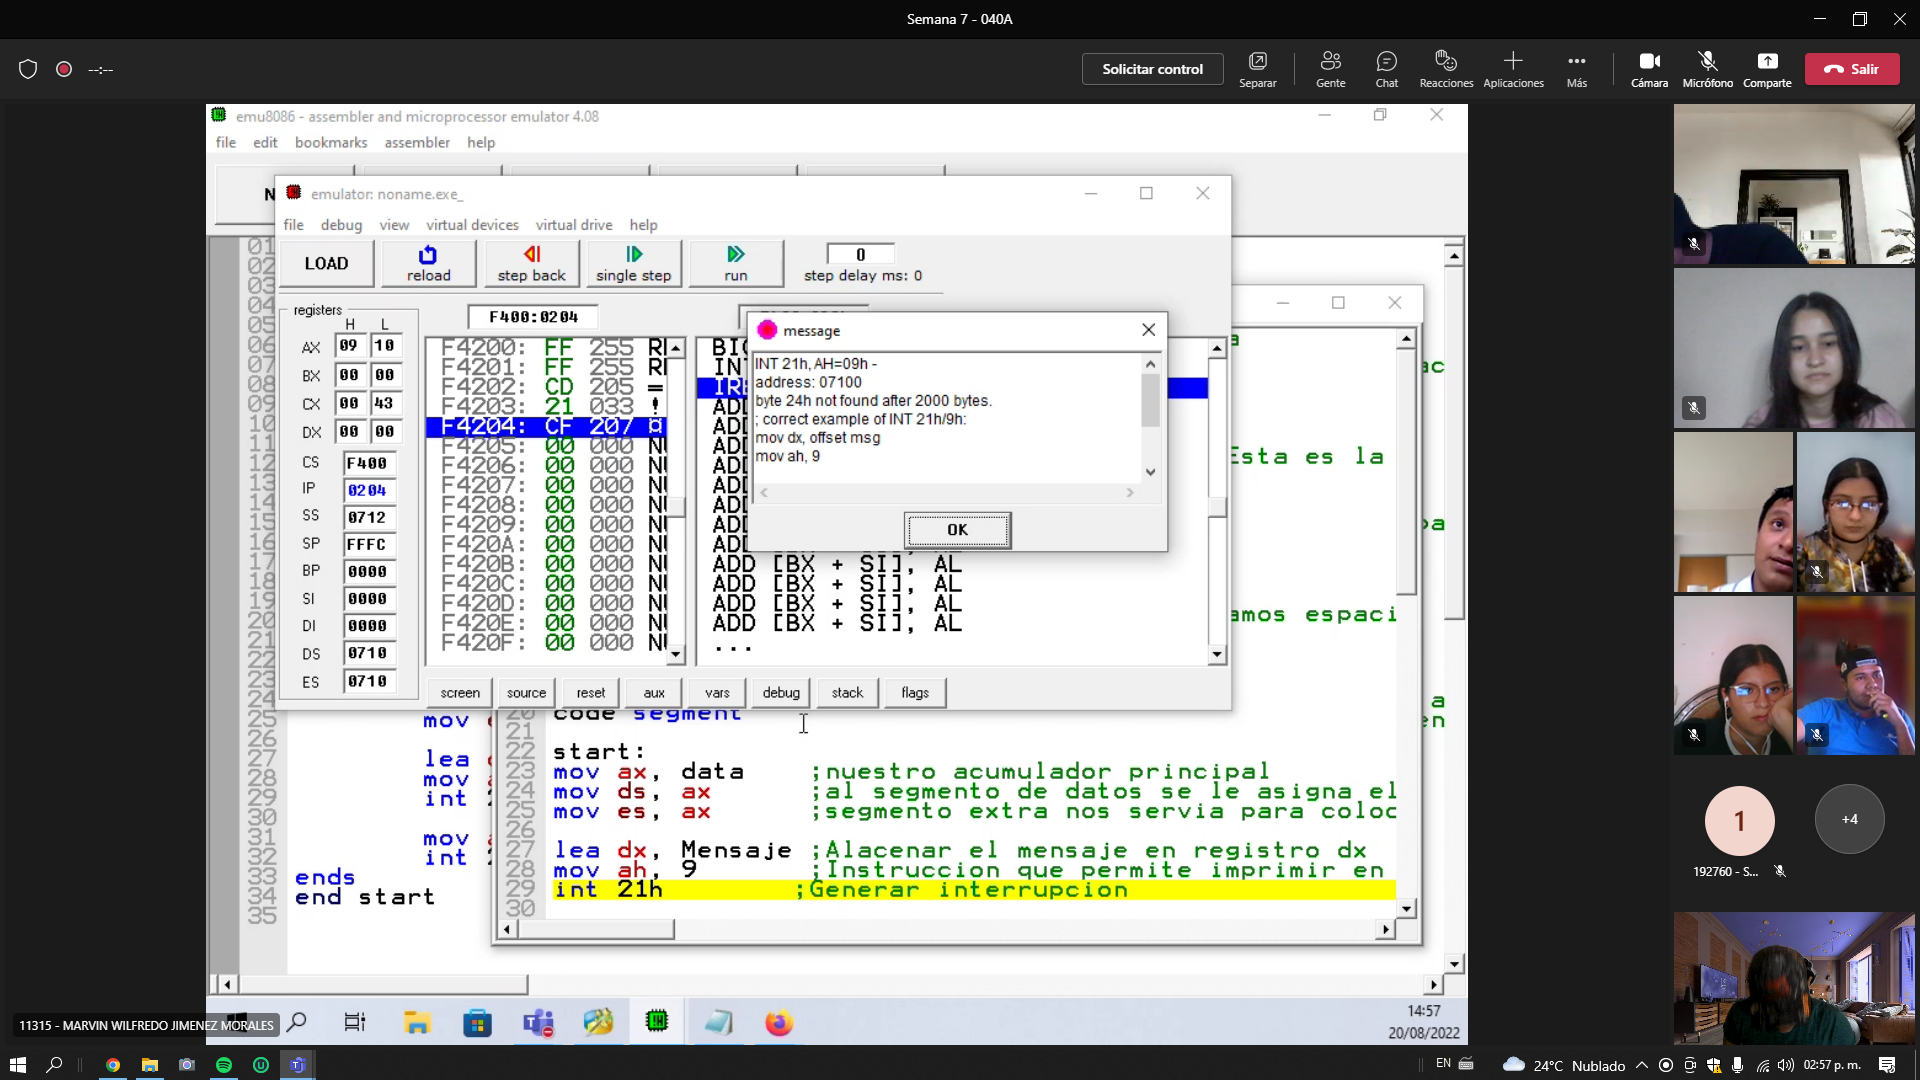 Semana 7 - 040A
--:--
Solicitar control
Separar
Gente
Chat
Reacciones
Aplicaciones
Más
Cámara
Micrófono
Comparte
Salir
emu8086 - assembler and microprocessor emulator 4.08
file edit bookmarks assembler help
emulator: noname.exe_
file debug view virtual devices virtual drive help
LOAD
reload
step back
single step
run
0
step delay ms: 0
registers
H L
AX 09 10
BX 00 00
CX 00 43
DX 00 00
CS F400
IP 0204
SS 0712
SP FFFC
BP 0000
SI 0000
DI 0000
DS 0710
ES 0710
F400:0204
F4200: FF 255
F4201: FF 255
F4202: CD 205 =
F4203: 21 033 !
F4204: CF 207 ¤
F4205: 00 000
F4206: 00 000
F4207: 00 000
F4208: 00 000
F4209: 00 000
F420A: 00 000
F420B: 00 000
F420C: 00 000
F420D: 00 000
F420E: 00 000
F420F: 00 000
ADD [BX + SI], AL
ADD [BX + SI], AL
ADD [BX + SI], AL
ADD [BX + SI], AL
...
message
INT 21h, AH=09h -
address: 07100
byte 24h not found after 2000 bytes.
; correct example of INT 21h/9h:
mov dx, offset msg
mov ah, 9
OK
screen source reset aux vars debug stack flags
Esta es la
amos espaci
20 code segment
21
22 start:
23 mov ax, data ;nuestro acumulador principal
24 mov ds, ax ;al segmento de datos se le asigna el
25 mov es, ax ;segmento extra nos servia para coloc
26
27 lea dx, Mensaje ;Alacenar el mensaje en registro dx
28 mov ah, 9 ;Instruccion que permite imprimir en
29 int 21h ;Generar interrupcion
30
01
02
03
04
05
06
07
08
09
10
11
12
13
14
15
16
17
18
19
20
21
22
23
24
25 mov
26
27 lea
28 mov
29 int
30
31 mov
32 int
33 ends
34 end start
35
14:57
20/08/2022
11315 - MARVIN WILFREDO JIMENEZ MORALES
1
+4
192760 - S...
EN
24°C Nublado
02:57 p. m.